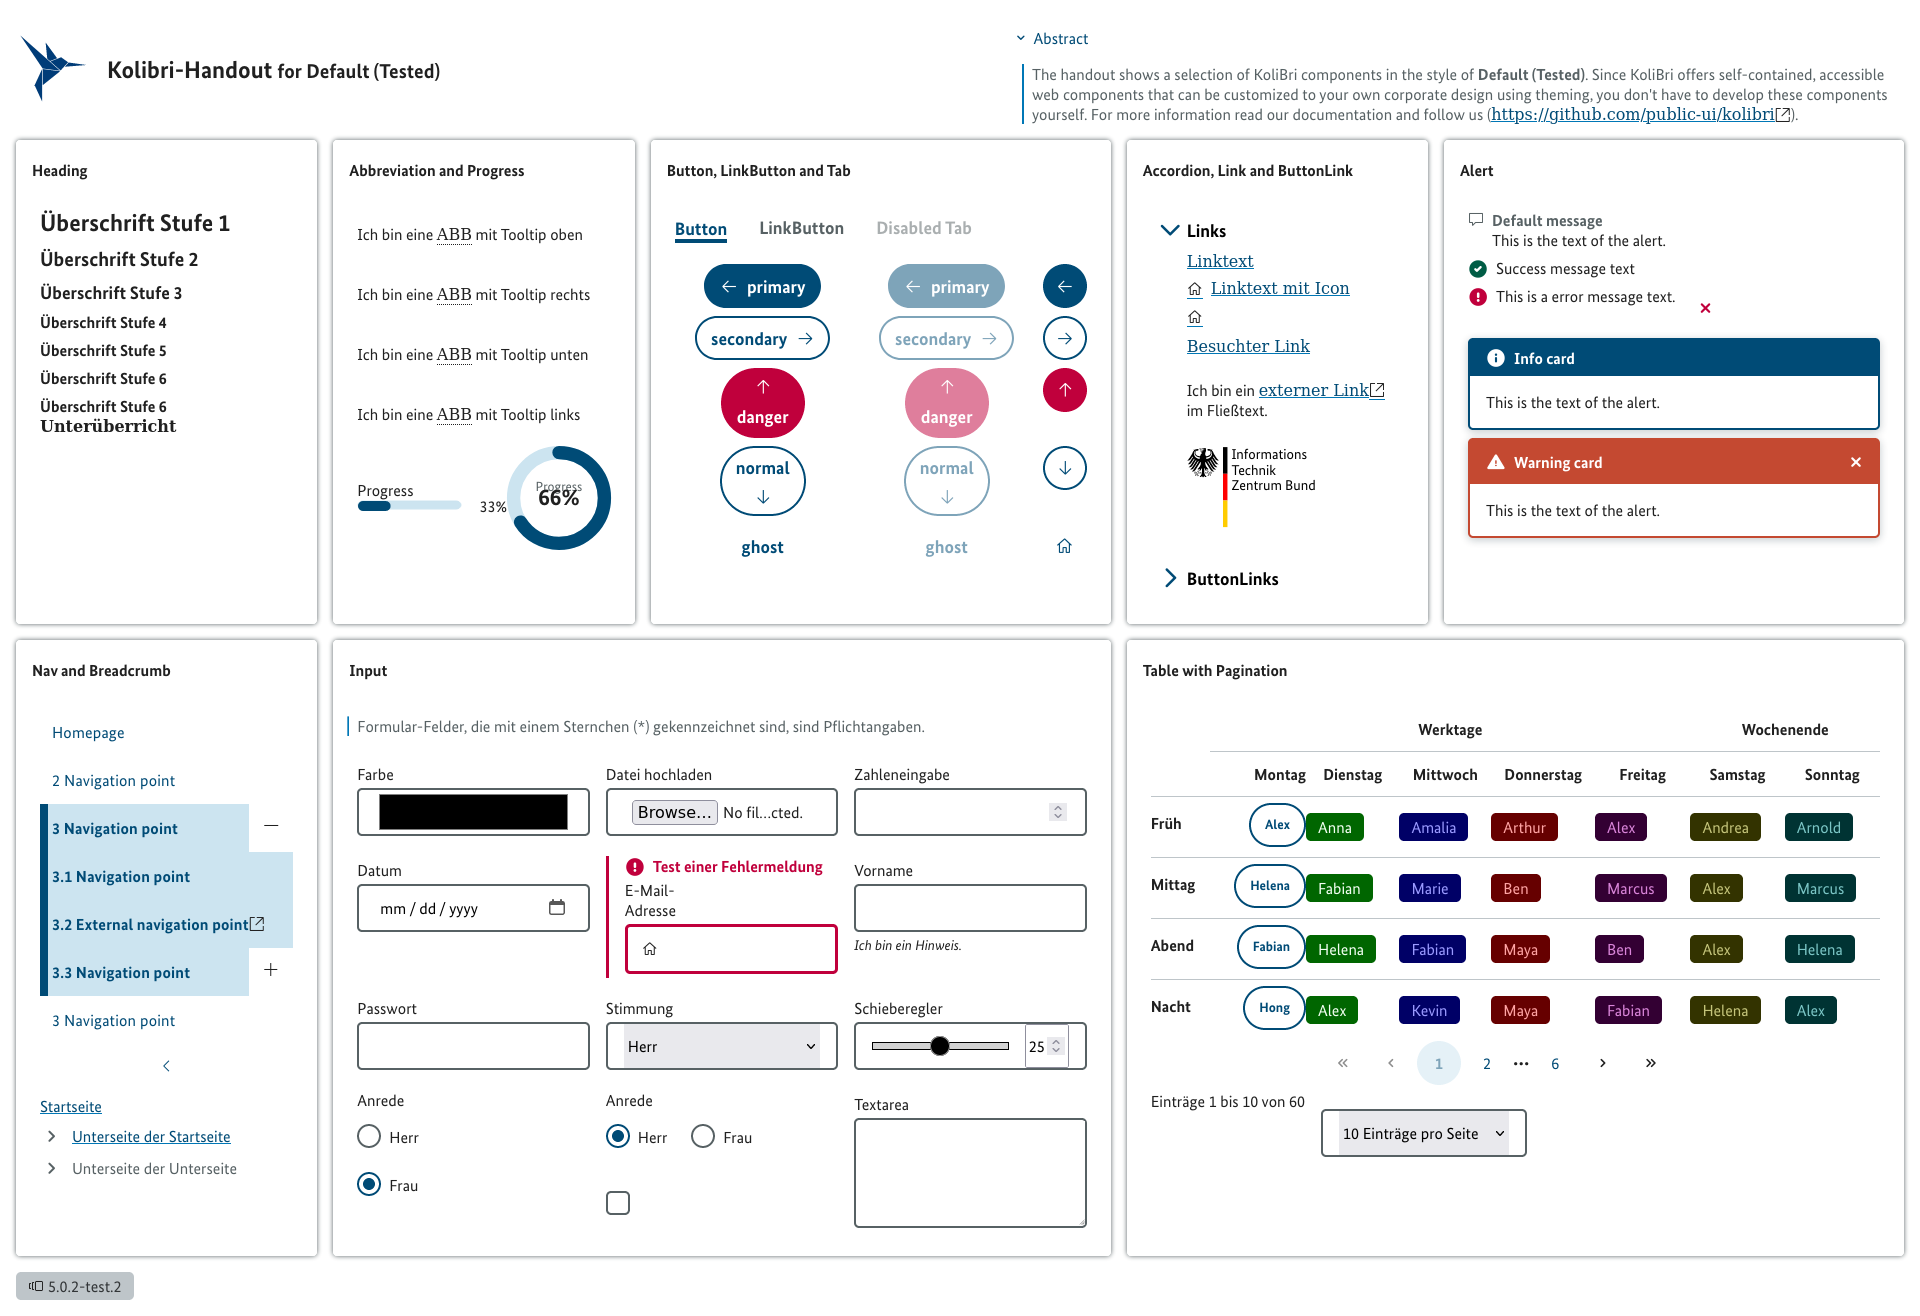 Kolibri-Handout for Default (Tested)
Abstract
The handout shows a selection of KoliBri components in the style of Default (Tested). Since KoliBri offers self-contained, accessible
web components that can be customized to your own corporate design using theming, you don't have to develop these components
yourself. For more information read our documentation and follow us (https://github.com/public-ui/kolibri).
Heading
Überschrift Stufe 1
Überschrift Stufe 2
Überschrift Stufe 3
Überschrift Stufe 4
Überschrift Stufe 5
Überschrift Stufe 6
Überschrift Stufe 6
Unterüberricht
Abbreviation and Progress
Ich bin eine ABB mit Tooltip oben
Ich bin eine ABB mit Tooltip rechts
Ich bin eine ABB mit Tooltip unten
Ich bin eine ABB mit Tooltip links
Progress
33%
Progress
66%
Button, LinkButton and Tab
Button LinkButton Disabled Tab
primary primary
secondary secondary
danger danger
normal normal
ghost ghost
Accordion, Link and ButtonLink
Links
Linktext
Linktext mit Icon
Besuchter Link
Ich bin ein externer Link
im Fließtext.
Informations
Technik
Zentrum Bund
ButtonLinks
Alert
Default message
This is the text of the alert.
Success message text
This is a error message text.
Info card
This is the text of the alert.
Warning card
This is the text of the alert.
Nav and Breadcrumb
Homepage
2 Navigation point
3 Navigation point
3.1 Navigation point
3.2 External navigation point
3.3 Navigation point
3 Navigation point
Startseite
Unterseite der Startseite
Unterseite der Unterseite
Input
Formular-Felder, die mit einem Sternchen (*) gekennzeichnet sind, sind Pflichtangaben.
Farbe Datei hochladen Zahleneingabe
Browse... No fil...cted.
Datum Test einer Fehlermeldung Vorname
E-Mail-
Adresse
mm / dd / yyyy
Ich bin ein Hinweis.
Passwort Stimmung Schieberegler
Herr 25
Anrede Anrede Textarea
Herr Herr Frau
Frau
Table with Pagination
Werktage Wochenende
Montag Dienstag Mittwoch Donnerstag Freitag Samstag Sonntag
Früh Alex Anna Amalia Arthur Alex Andrea Arnold
Mittag Helena Fabian Marie Ben Marcus Alex Marcus
Abend Fabian Helena Fabian Maya Ben Alex Helena
Nacht Hong Alex Kevin Maya Fabian Helena Alex
« ‹ 1 2 ••• 6 › »
Einträge 1 bis 10 von 60
10 Einträge pro Seite
5.0.2-test.2